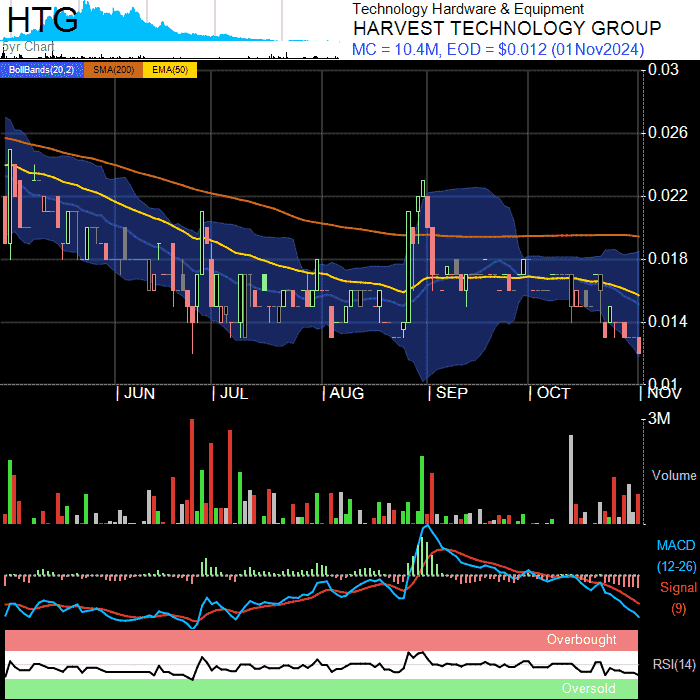 HTG
5yr Chart
Technology Hardware & Equipment
HARVEST TECHNOLOGY GROUP
MC = 10.4M, EOD = $0.012 (01Nov2024)
BollBands(20,2) SMA(200) EMA(50)
0.03
0.026
0.022
0.018
0.014
0.01
JUN JUL AUG SEP OCT NOV
3M
Volume
MACD
(12-26)
Signal
(9)
Overbought
RSI(14)
Oversold